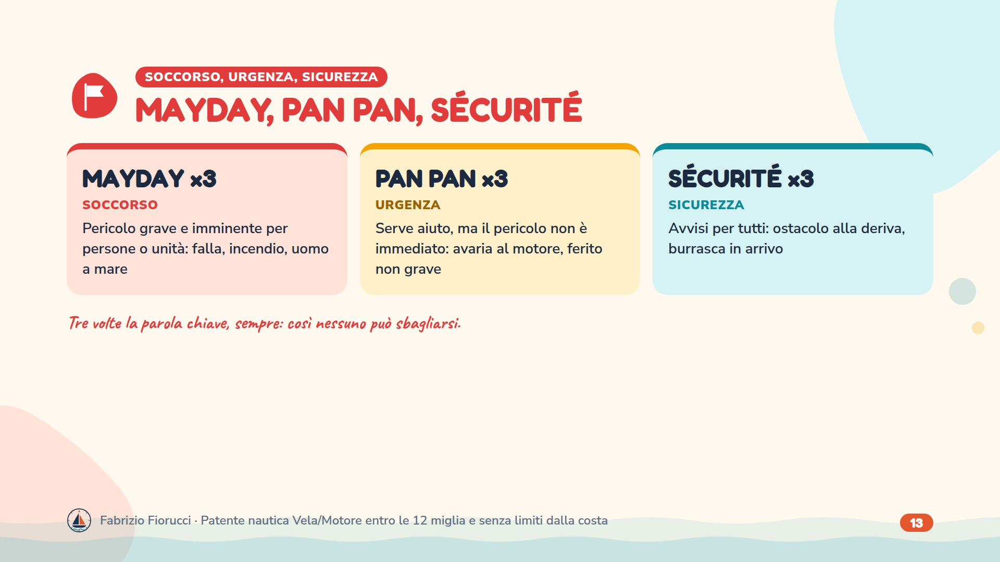 SOCCORSO, URGENZA, SICUREZZA
MAYDAY, PAN PAN, SÉCURITÉ
MAYDAY ×3
SOCCORSO
Pericolo grave e imminente per
persone o unità: falla, incendio, uomo
a mare
PAN PAN ×3
URGENZA
Serve aiuto, ma il pericolo non è
immediato: avaria al motore, ferito
non grave
SÉCURITÉ ×3
SICUREZZA
Avvisi per tutti: ostacolo alla deriva,
burrasca in arrivo
Tre volte la parola chiave, sempre: così nessuno può sbagliarsi.
Fabrizio Fiorucci · Patente nautica Vela/Motore entro le 12 miglia e senza limiti dalla costa
13